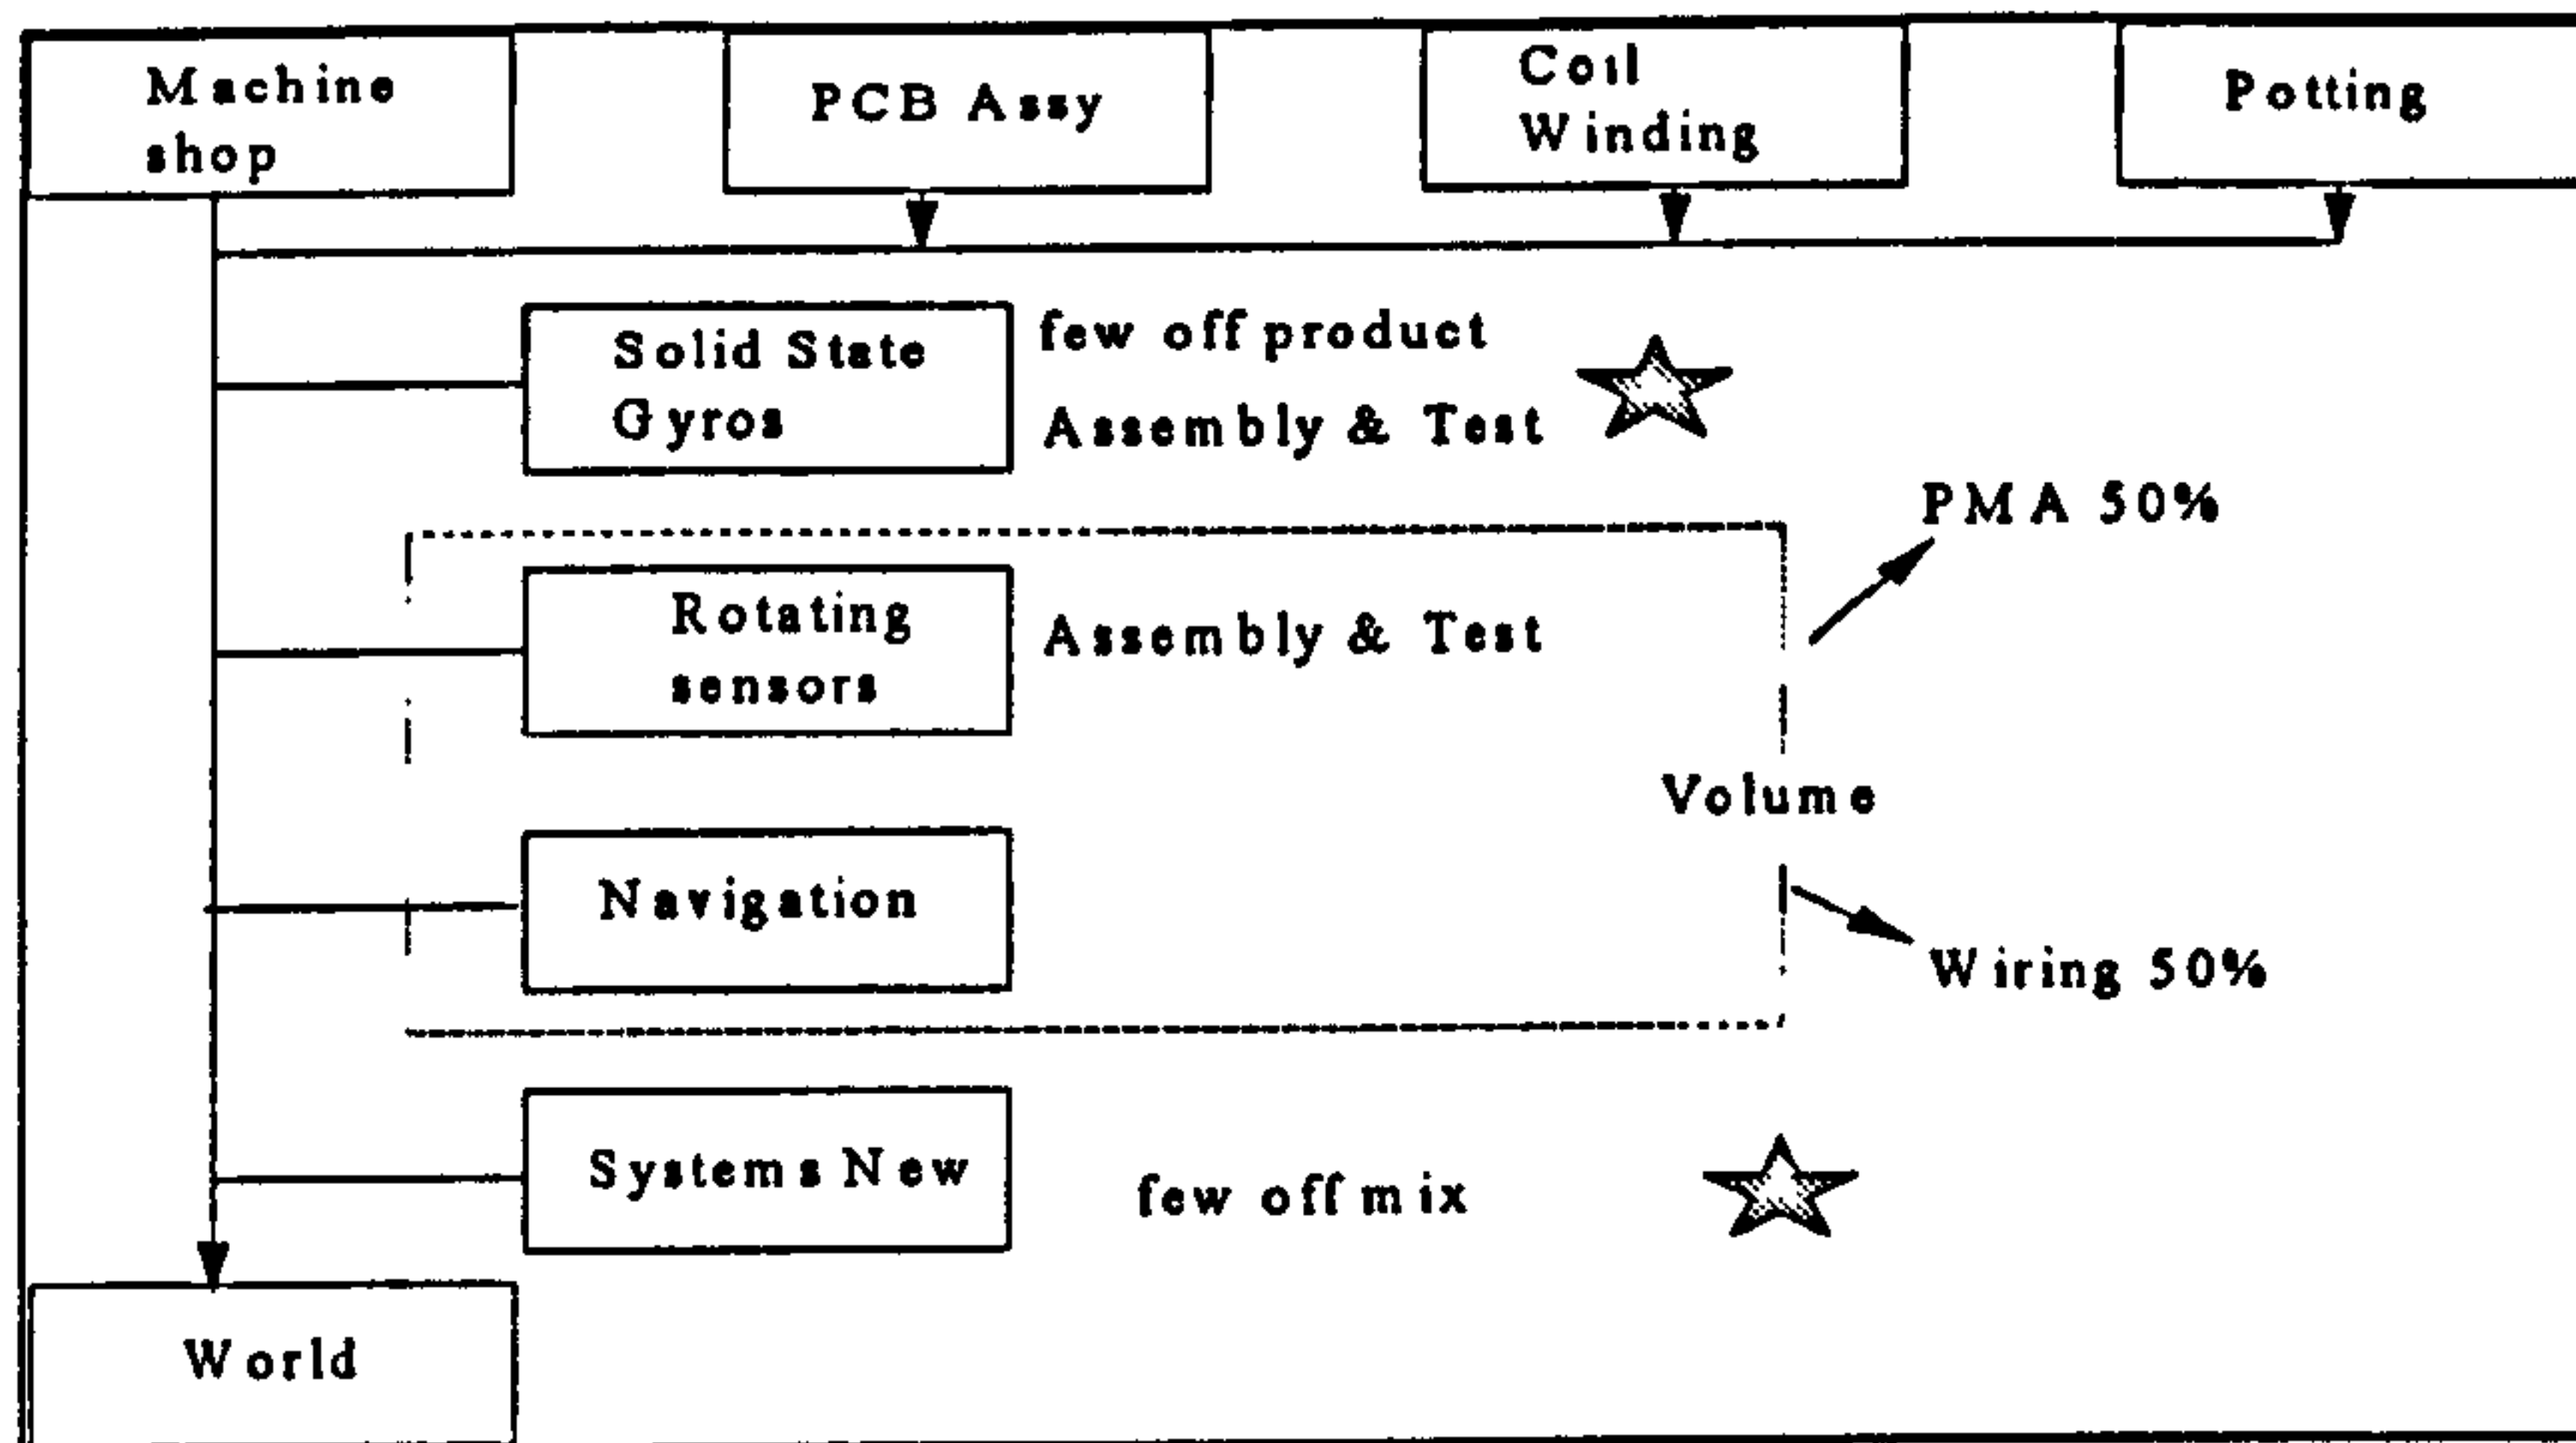 Machine
shop
PCB Assy
Coil
Winding
Potting
Solid State
Gyros
few off product
Assembly & Test
PMA 50%
Rotating
sensors
Assembly & Test
Volume
Navigation
Wiring 50%
Systems New
few off mix
World